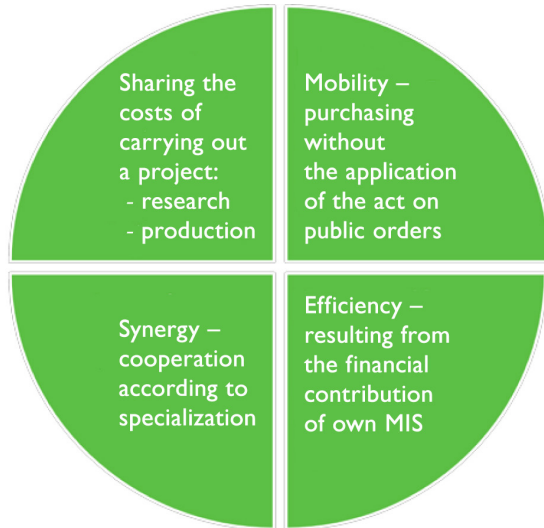 Sharing the
costs of
carrying out
a project:
- research
- production
Mobility –
purchasing
without
the application
of the act on
public orders
Synergy –
cooperation
according to
specialization
Efficiency –
resulting from
the financial
contribution
of own MIS